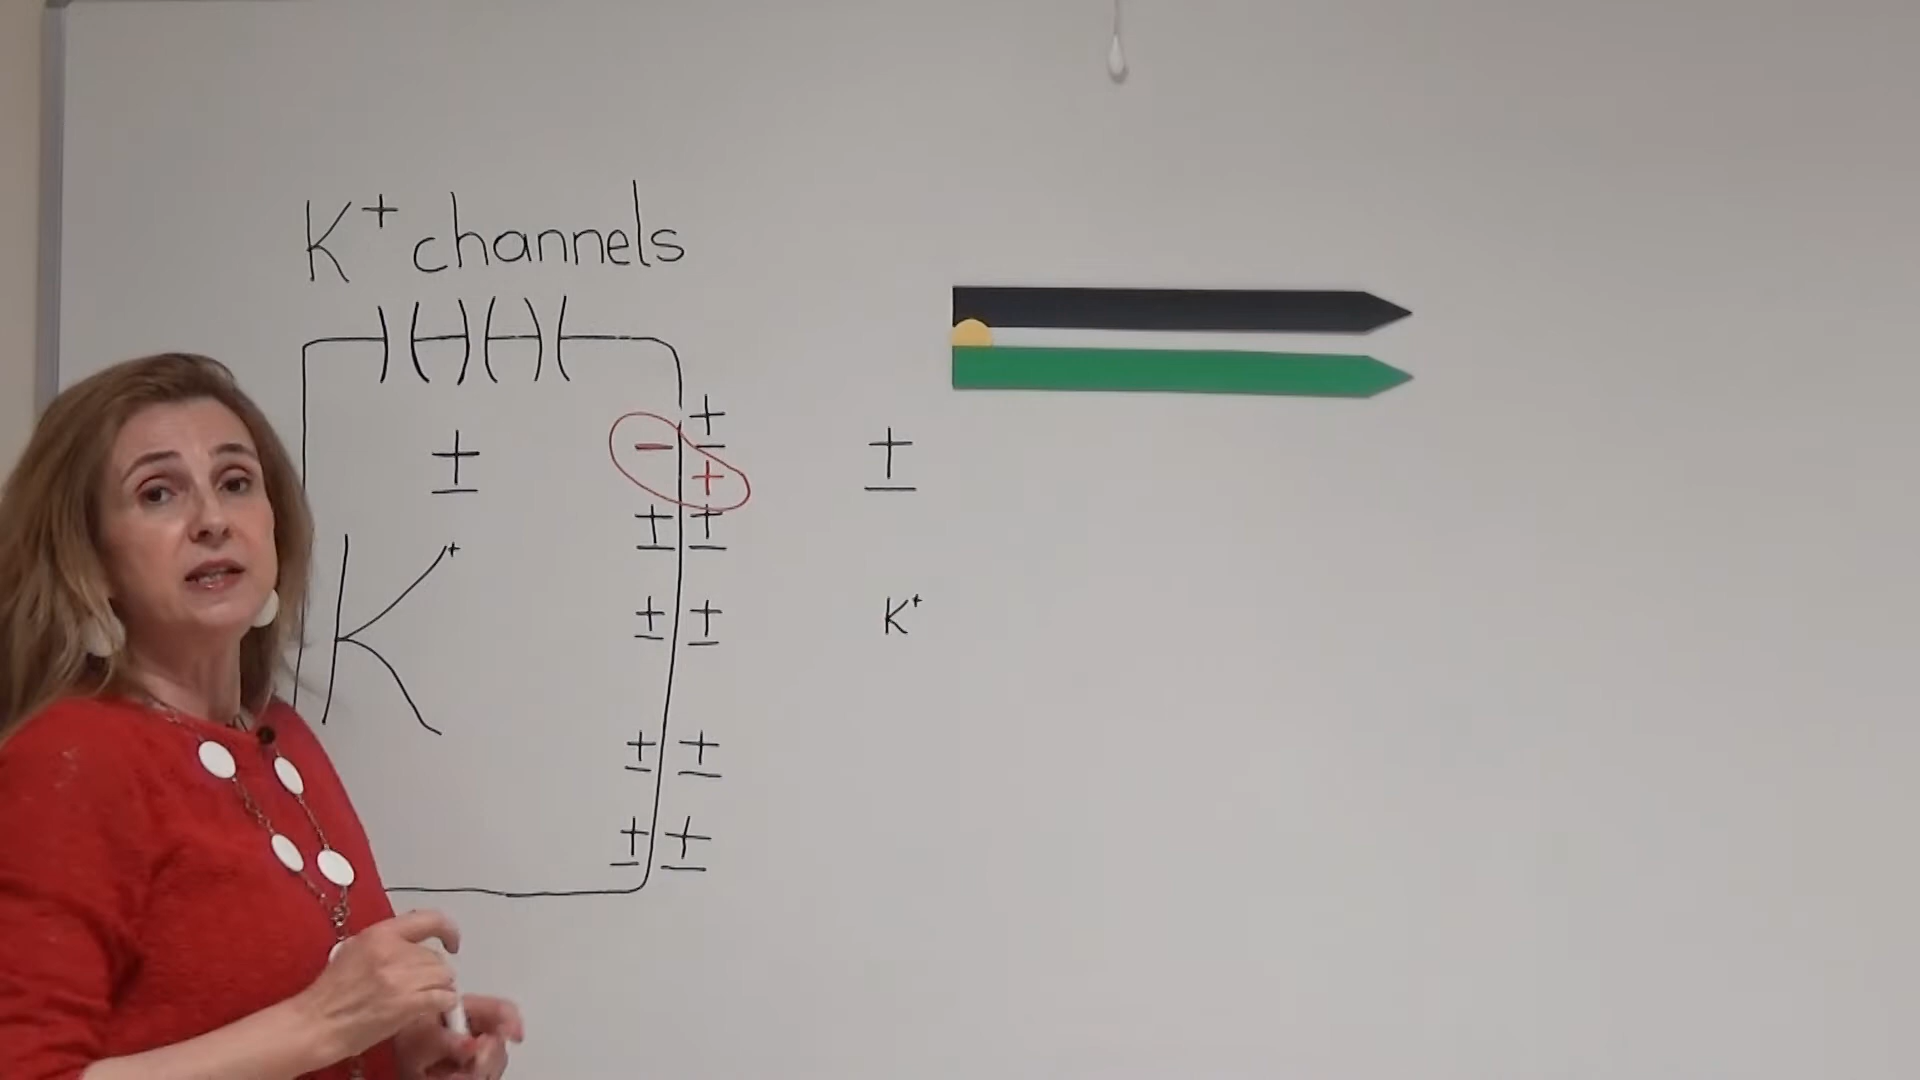 K⁺ channels
+
± − ±
+
± ±
K⁺
± ±
K⁺
± ±
± ±